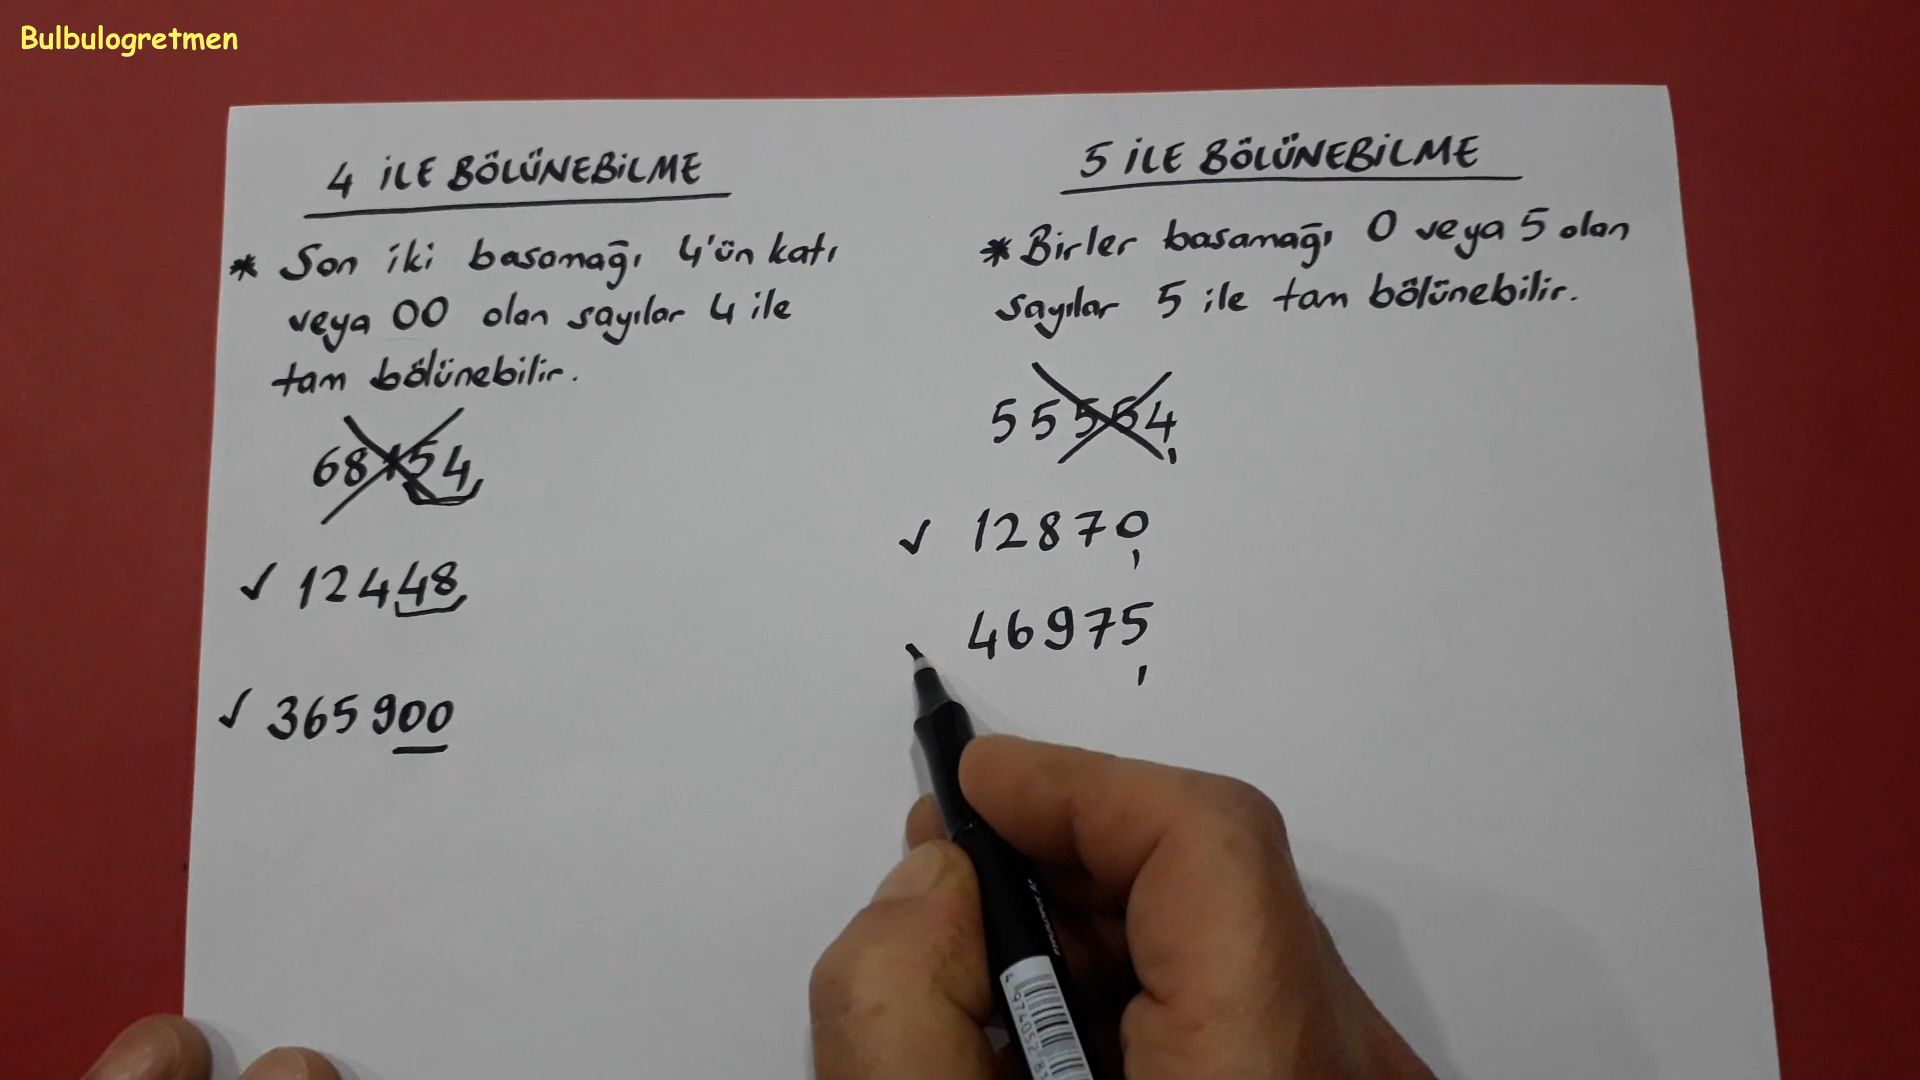 Bulbulogretmen
4 İLE BÖLÜNEBİLME
* Son iki basamağı 4'ün katı
veya 00 olan sayılar 4 ile
tam bölünebilir.
68154
✓ 12448
✓ 365900
5 İLE BÖLÜNEBİLME
* Birler basamağı 0 veya 5 olan
sayılar 5 ile tam bölünebilir.
55554
✓ 12870
46975